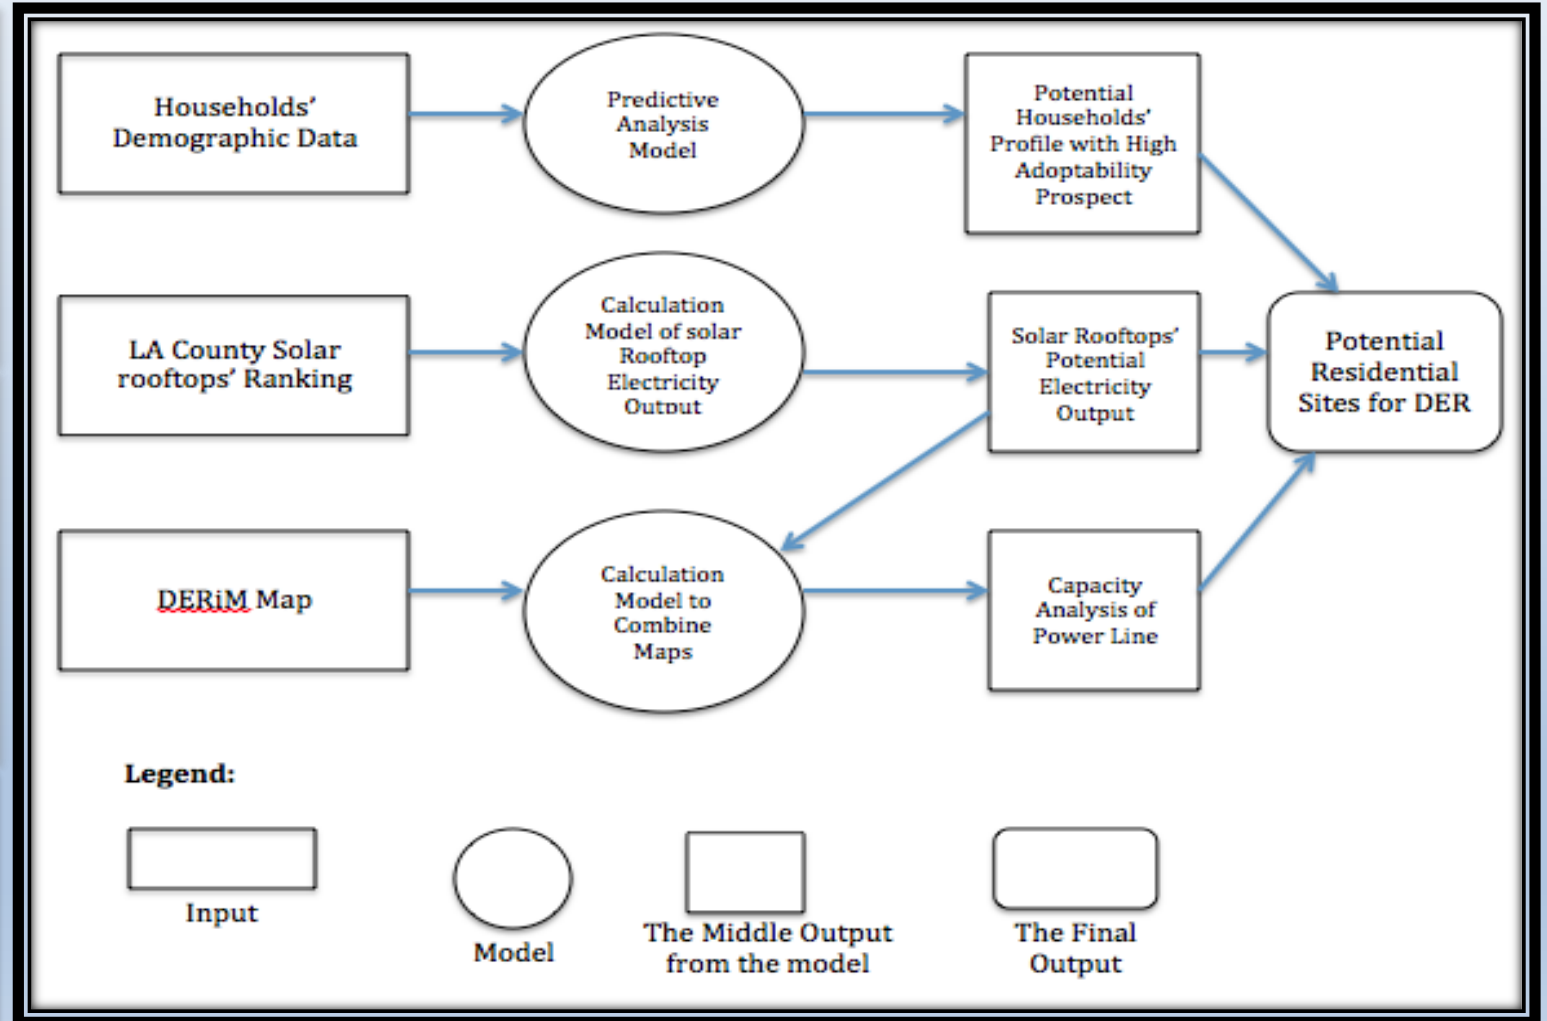 Households’
Demographic Data
Predictive
Analysis
Model
Potential
Households’
Profile with High
Adoptability
Prospect
LA County Solar
rooftops’ Ranking
Calculation
Model of solar
Rooftop
Electricity
Output
Solar Rooftops’
Potential
Electricity
Output
Potential
Residential
Sites for DER
DERiM Map
Calculation
Model to
Combine
Maps
Capacity
Analysis of
Power Line
Legend:
Input
Model
The Middle Output
from the model
The Final
Output